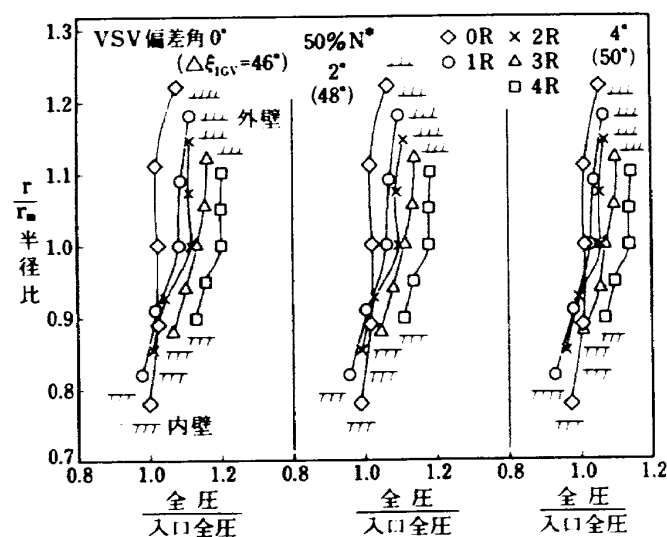 VSV偏差角0°
(△ξIGV=46°)
50%N*
2°
(48°)
4°
(50°)
◇ 0R × 2R
○ 1R △ 3R
□ 4R
外壁
内壁
r
rm
半径比
1.3
1.2
1.1
1.0
0.9
0.8
0.7
0.8 1.0 1.2 0.8 1.0 1.2 0.8 1.0 1.2
全圧 全圧 全圧
入口全圧 入口全圧 入口全圧